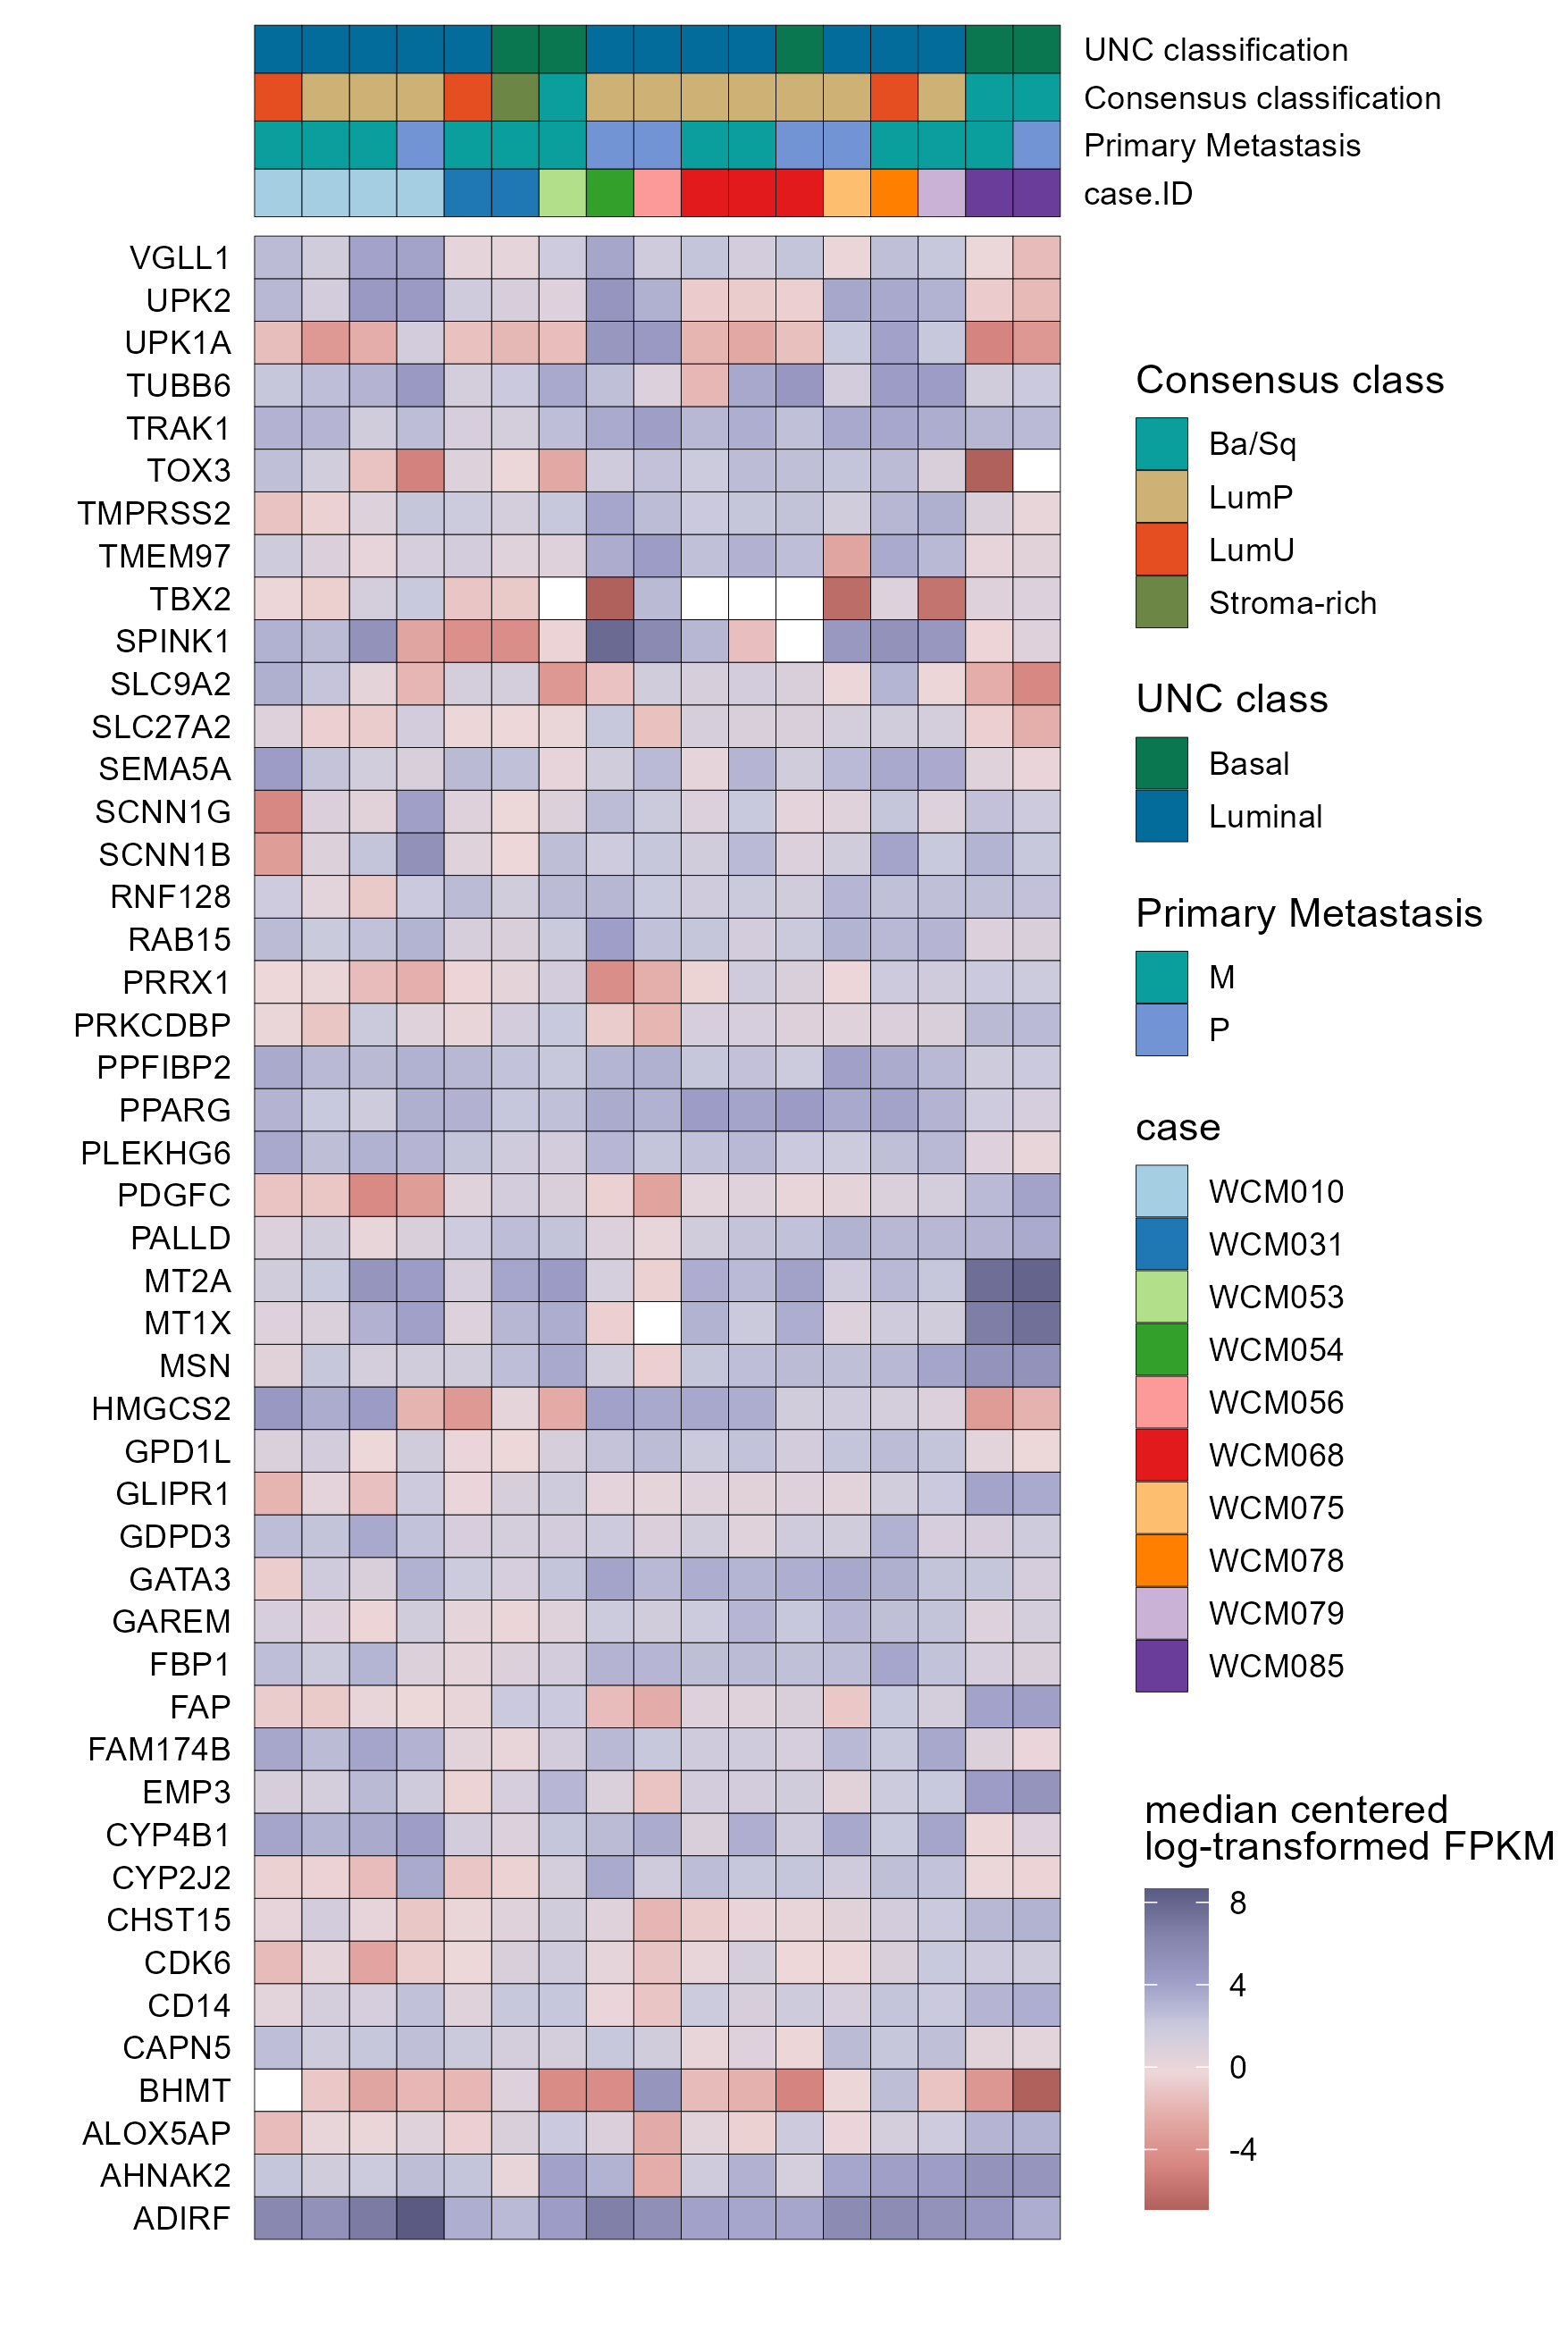 UNC classification
Consensus classification
Primary Metastasis
case.ID
VGLL1
UPK2
UPK1A
TUBB6
TRAK1
TOX3
TMPRSS2
TMEM97
TBX2
SPINK1
SLC9A2
SLC27A2
SEMA5A
SCNN1G
SCNN1B
RNF128
RAB15
PRRX1
PRKCDBP
PPFIBP2
PPARG
PLEKHG6
PDGFC
PALLD
MT2A
MT1X
MSN
HMGCS2
GPD1L
GLIPR1
GDPD3
GATA3
GAREM
FBP1
FAP
FAM174B
EMP3
CYP4B1
CYP2J2
CHST15
CDK6
CD14
CAPN5
BHMT
ALOX5AP
AHNAK2
ADIRF
Consensus class
Ba/Sq
LumP
LumU
Stroma-rich
UNC class
Basal
Luminal
Primary Metastasis
M
P
case
WCM010
WCM031
WCM053
WCM054
WCM056
WCM068
WCM075
WCM078
WCM079
WCM085
median centered
log-transformed FPKM
8
4
0
-4